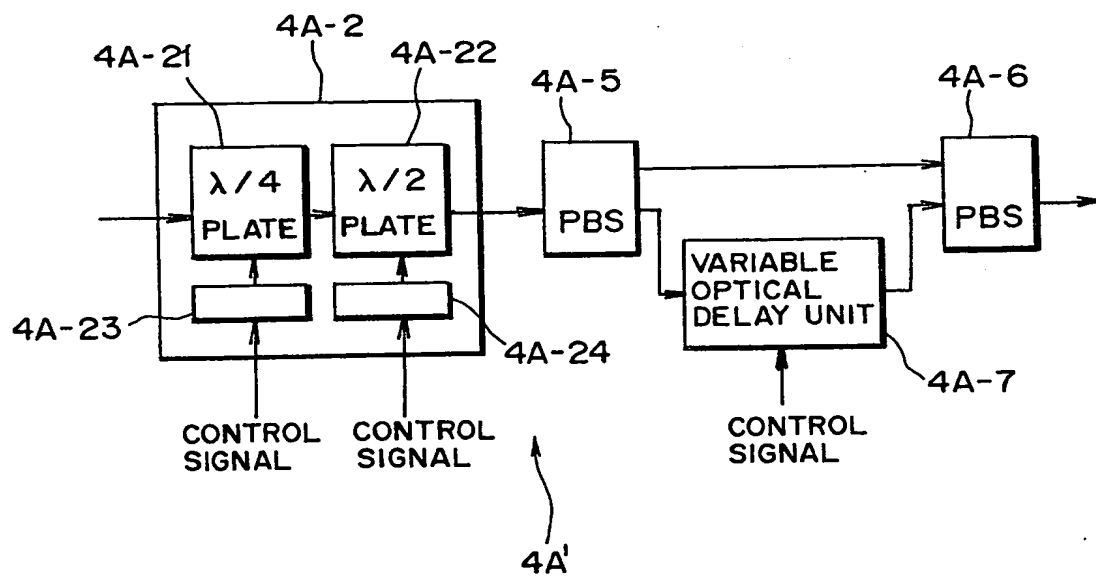 4A-2
4A-21
4A-22
4A-5
4A-6
λ/4
PLATE
λ/2
PLATE
PBS
PBS
VARIABLE
OPTICAL
DELAY UNIT
4A-23
4A-24
4A-7
CONTROL
SIGNAL
CONTROL
SIGNAL
CONTROL
SIGNAL
4A'